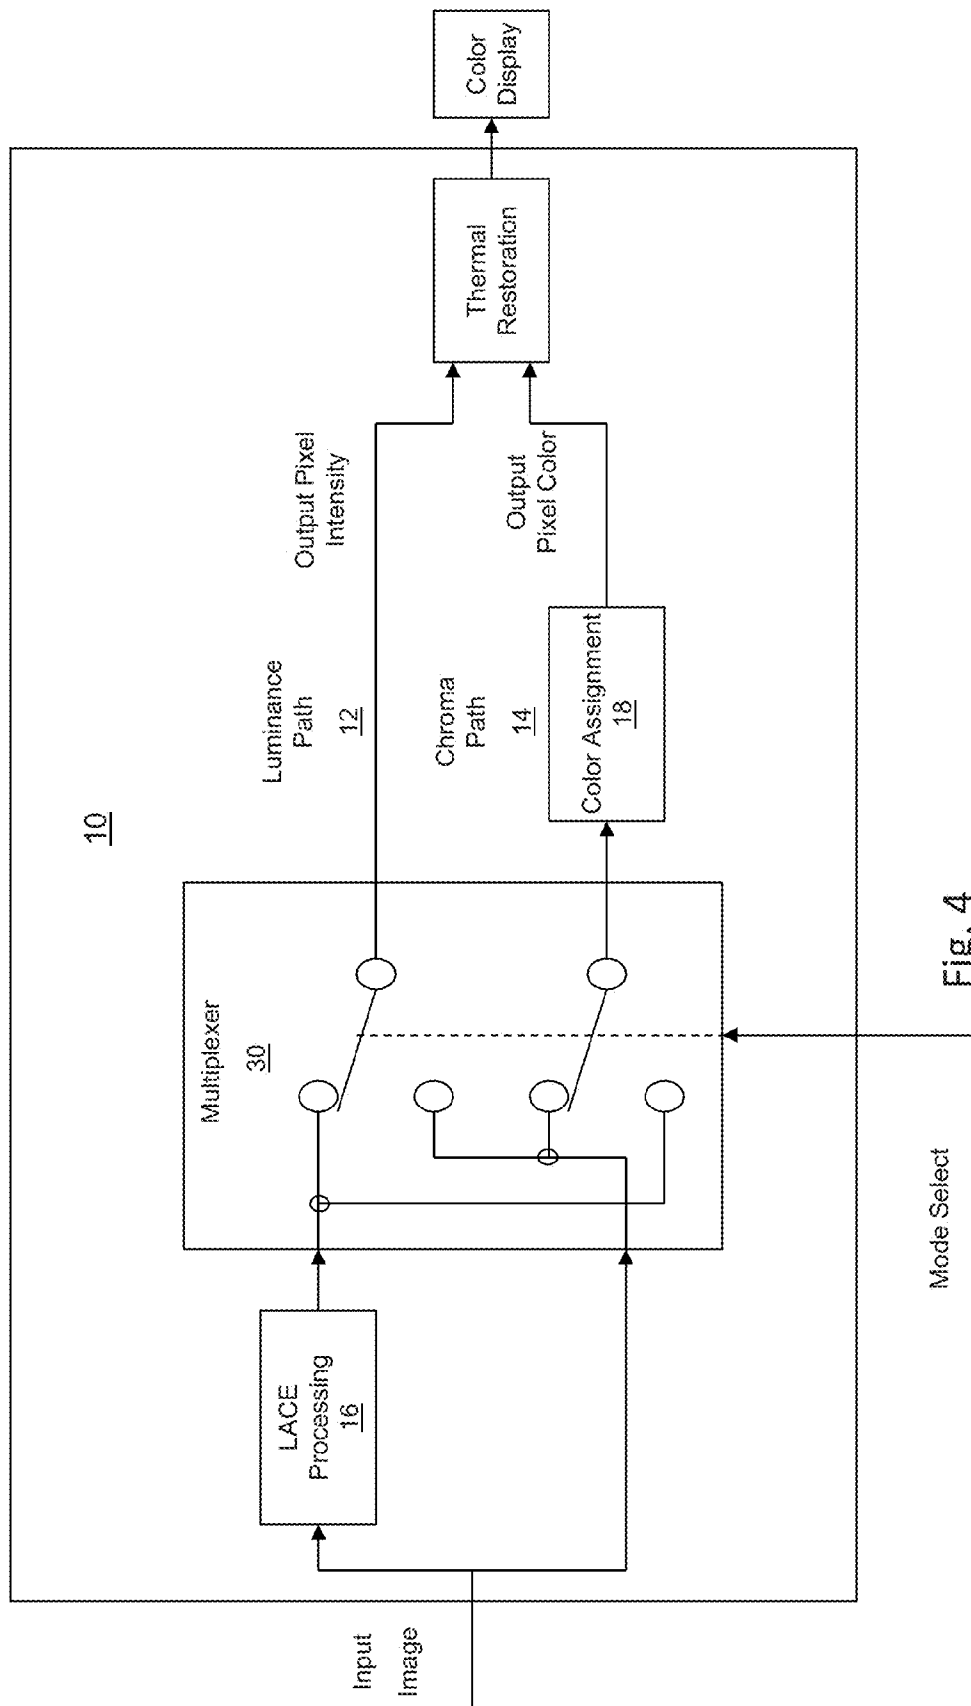 Input
Image
LACE
Processing
16
Multiplexer
30
10
Luminance
Path
12
Chroma
Path
14
Color Assignment
18
Output Pixel
Intensity
Output
Pixel Color
Thermal
Restoration
Color
Display
Mode Select
Fig. 4